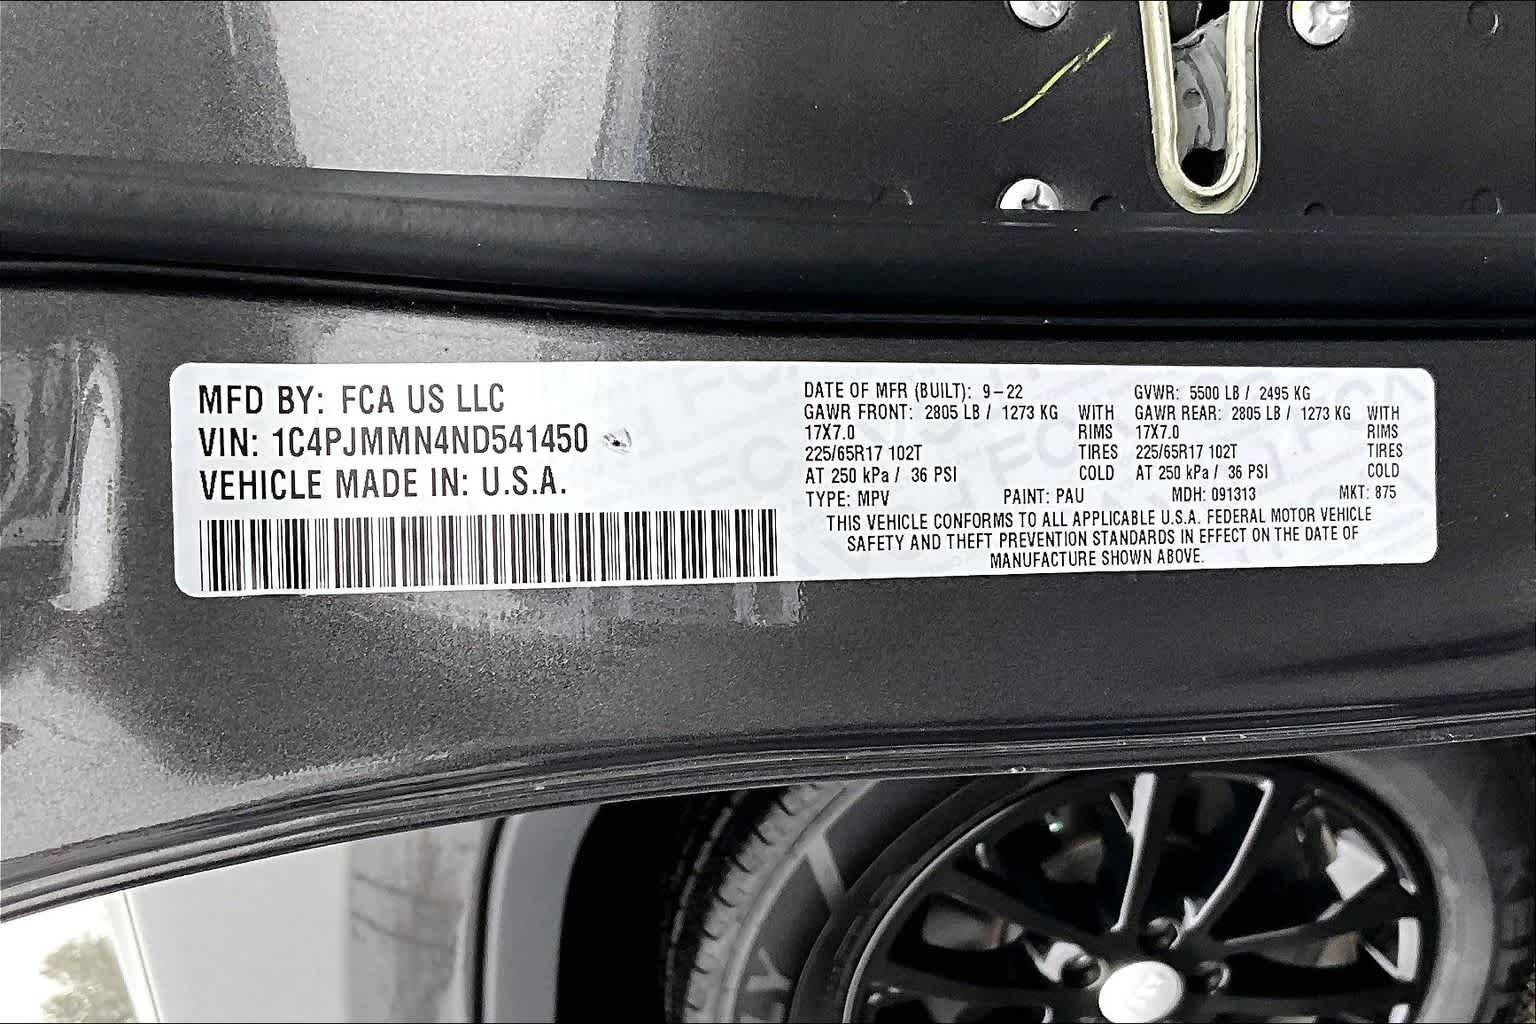 MFD BY: FCA US LLC
VIN: 1C4PJMMN4ND541450
VEHICLE MADE IN: U.S.A.
DATE OF MFR (BUILT): 9-22 GVWR: 5500 LB / 2495 KG
GAWR FRONT: 2805 LB / 1273 KG WITH GAWR REAR: 2805 LB / 1273 KG WITH
17X7.0 RIMS 17X7.0 RIMS
225/65R17 102T TIRES 225/65R17 102T TIRES
AT 250 kPa / 36 PSI COLD AT 250 kPa / 36 PSI COLD
TYPE: MPV PAINT: PAU MDH: 091313 MKT: 875
THIS VEHICLE CONFORMS TO ALL APPLICABLE U.S.A. FEDERAL MOTOR VEHICLE
SAFETY AND THEFT PREVENTION STANDARDS IN EFFECT ON THE DATE OF
MANUFACTURE SHOWN ABOVE.